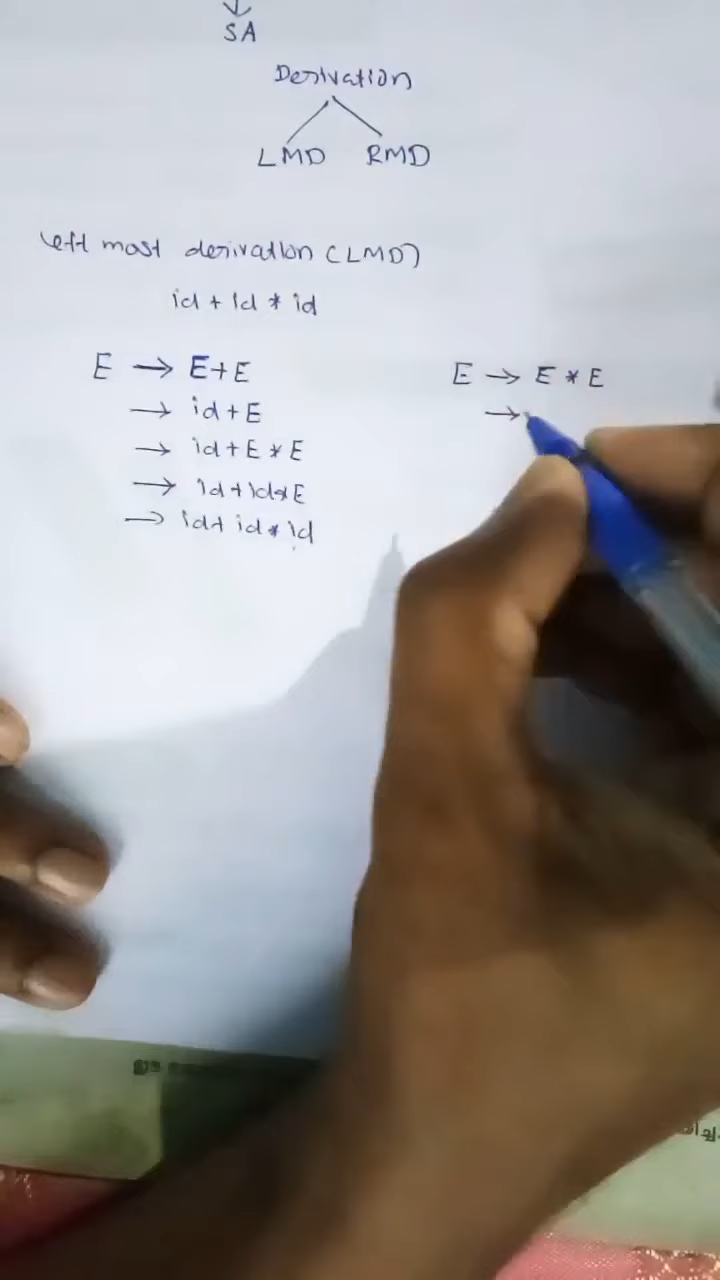 SA
Derivation
LMD RMD
Left most derivation (LMD)
id + id * id
E → E+E
→ id+E
→ id+E * E
→ id+id*E
→ id+ id * id
E → E * E
→